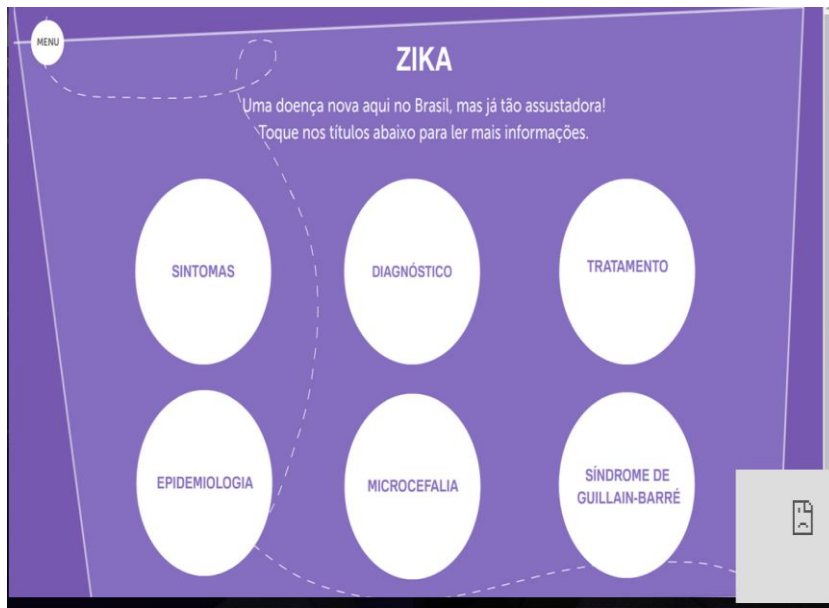 MENU
ZIKA
Uma doença nova aqui no Brasil, mas já tão assustadora!
Toque nos títulos abaixo para ler mais informações.
SINTOMAS
DIAGNÓSTICO
TRATAMENTO
EPIDEMIOLOGIA
MICROCEFALIA
SÍNDROME DE
GUILLAIN-BARRÉ